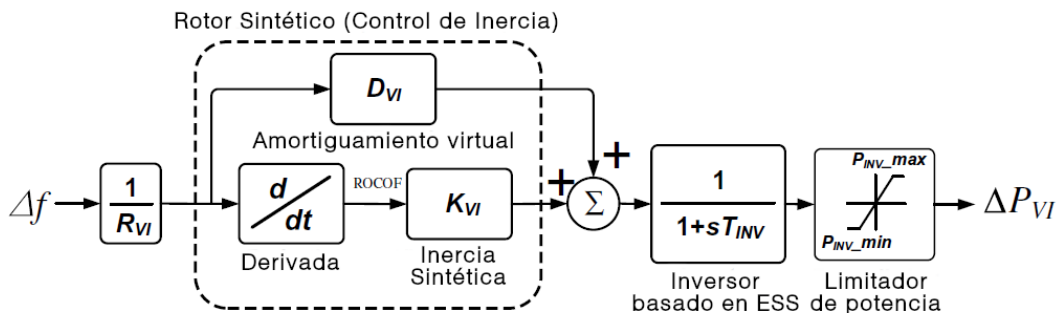 Rotor Sintético (Control de Inercia)
D_VI
Amortiguamiento virtual
+
+
Δf
1
R_VI
d
dt
ROCOF
K_VI
Σ
1
1+sT_INV
P_INV_max
P_INV_min
ΔP_VI
Derivada
Inercia
Sintética
Inversor
basado en ESS
Limitador
de potencia